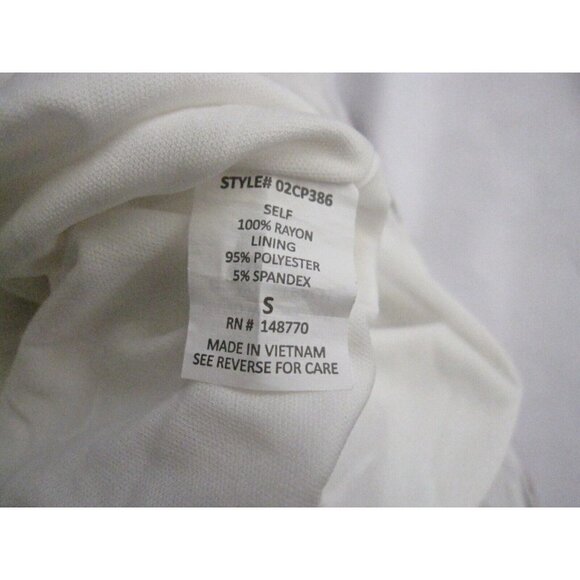 STYLE# 02CP386
SELF
100% RAYON
LINING
95% POLYESTER
5% SPANDEX
S
RN # 148770
MADE IN VIETNAM
SEE REVERSE FOR CARE